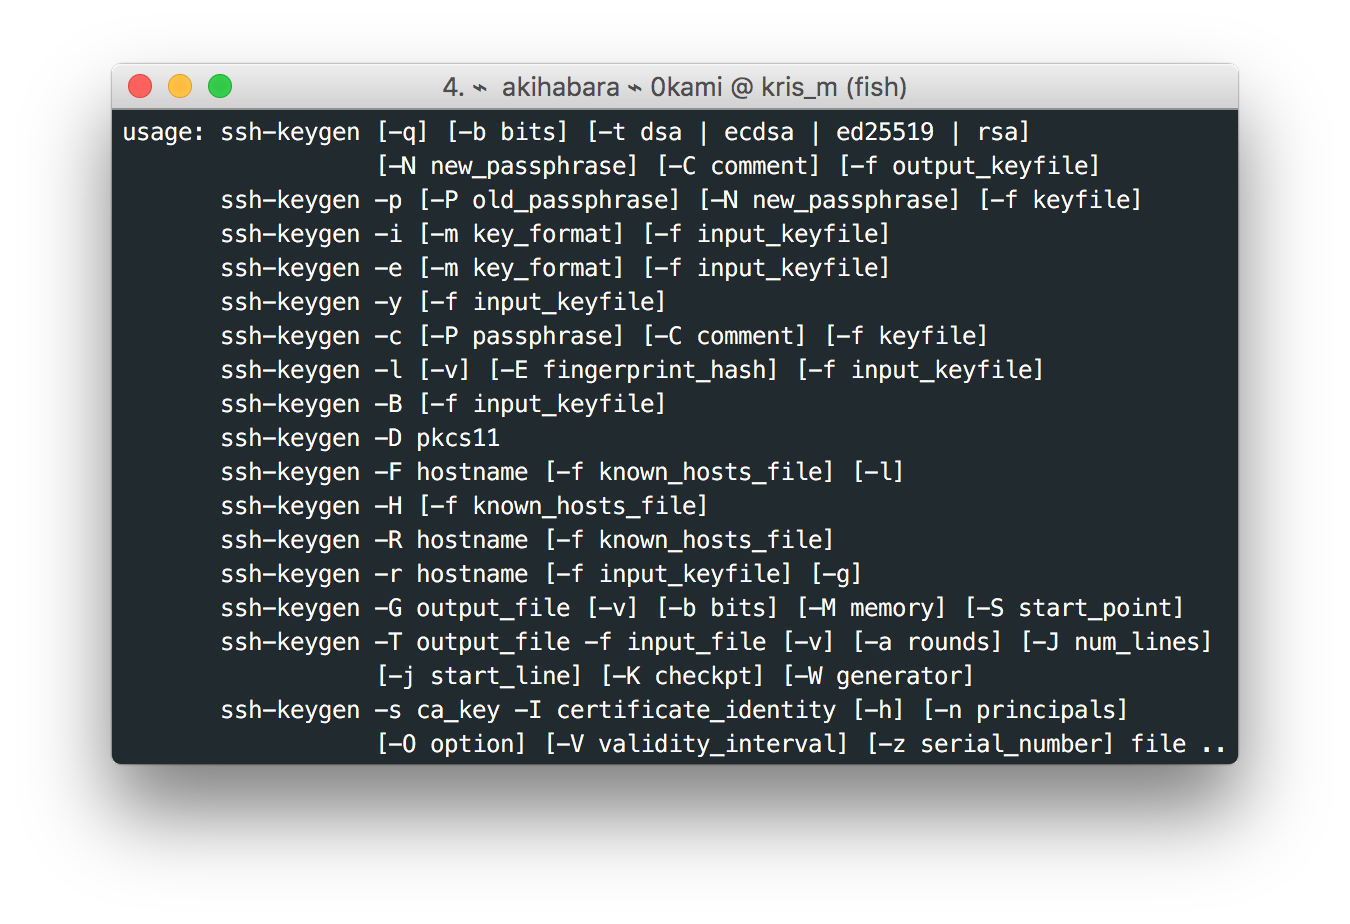 4. ⌁ akihabara ⌁ 0kami @ kris_m (fish)
usage: ssh-keygen [-q] [-b bits] [-t dsa | ecdsa | ed25519 | rsa]
                  [-N new_passphrase] [-C comment] [-f output_keyfile]
       ssh-keygen -p [-P old_passphrase] [-N new_passphrase] [-f keyfile]
       ssh-keygen -i [-m key_format] [-f input_keyfile]
       ssh-keygen -e [-m key_format] [-f input_keyfile]
       ssh-keygen -y [-f input_keyfile]
       ssh-keygen -c [-P passphrase] [-C comment] [-f keyfile]
       ssh-keygen -l [-v] [-E fingerprint_hash] [-f input_keyfile]
       ssh-keygen -B [-f input_keyfile]
       ssh-keygen -D pkcs11
       ssh-keygen -F hostname [-f known_hosts_file] [-l]
       ssh-keygen -H [-f known_hosts_file]
       ssh-keygen -R hostname [-f known_hosts_file]
       ssh-keygen -r hostname [-f input_keyfile] [-g]
       ssh-keygen -G output_file [-v] [-b bits] [-M memory] [-S start_point]
       ssh-keygen -T output_file -f input_file [-v] [-a rounds] [-J num_lines]
                  [-j start_line] [-K checkpt] [-W generator]
       ssh-keygen -s ca_key -I certificate_identity [-h] [-n principals]
                  [-O option] [-V validity_interval] [-z serial_number] file ..